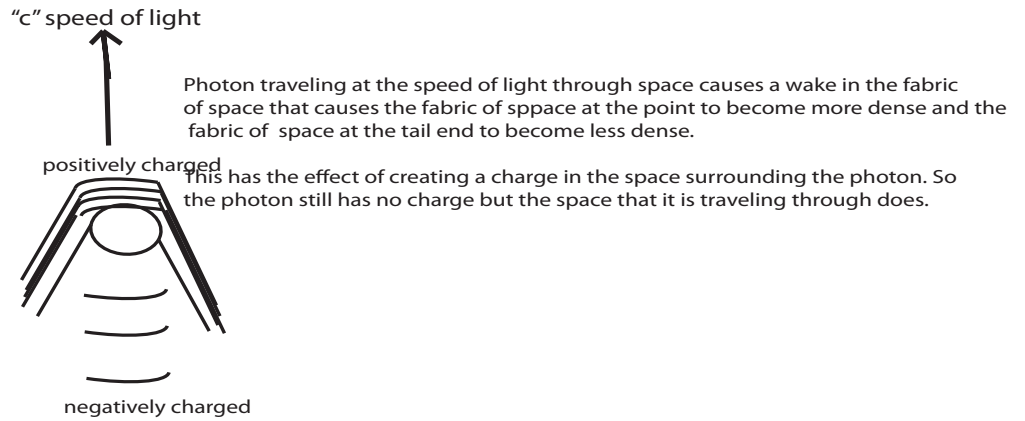 “c” speed of light
Photon traveling at the speed of light through space causes a wake in the fabric
of space that causes the fabric of sppace at the point to become more dense and the
fabric of  space at the tail end to become less dense.
positively charged
This has the effect of creating a charge in the space surrounding the photon. So
the photon still has no charge but the space that it is traveling through does.
negatively charged